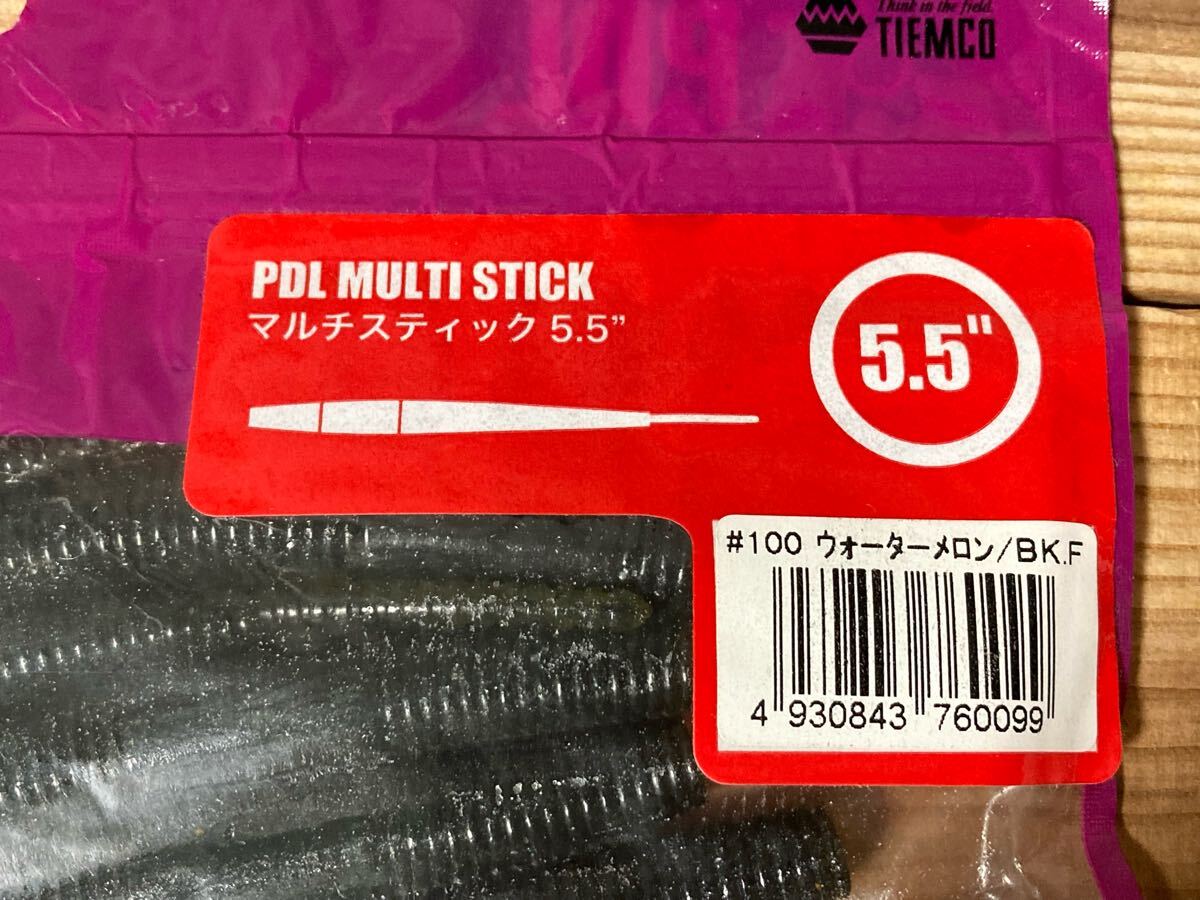 Think in the field.
TIEMCO
PDL MULTI STICK
マルチスティック 5.5”
5.5"
#100 ウォーターメロン/BK.F
4 930843 760099